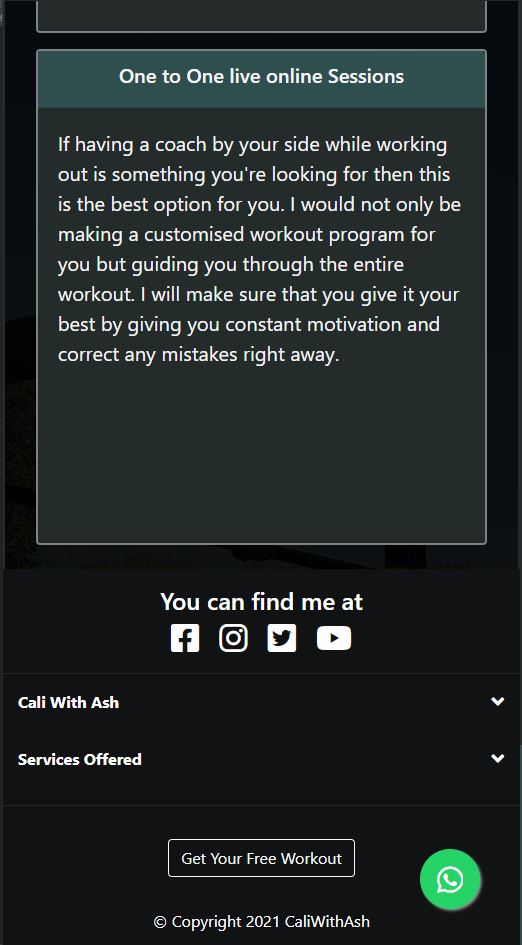 One to One live online Sessions
If having a coach by your side while working
out is something you're looking for then this
is the best option for you. I would not only be
making a customised workout program for
you but guiding you through the entire
workout. I will make sure that you give it your
best by giving you constant motivation and
correct any mistakes right away.
You can find me at
Cali With Ash
Services Offered
Get Your Free Workout
© Copyright 2021 CaliWithAsh